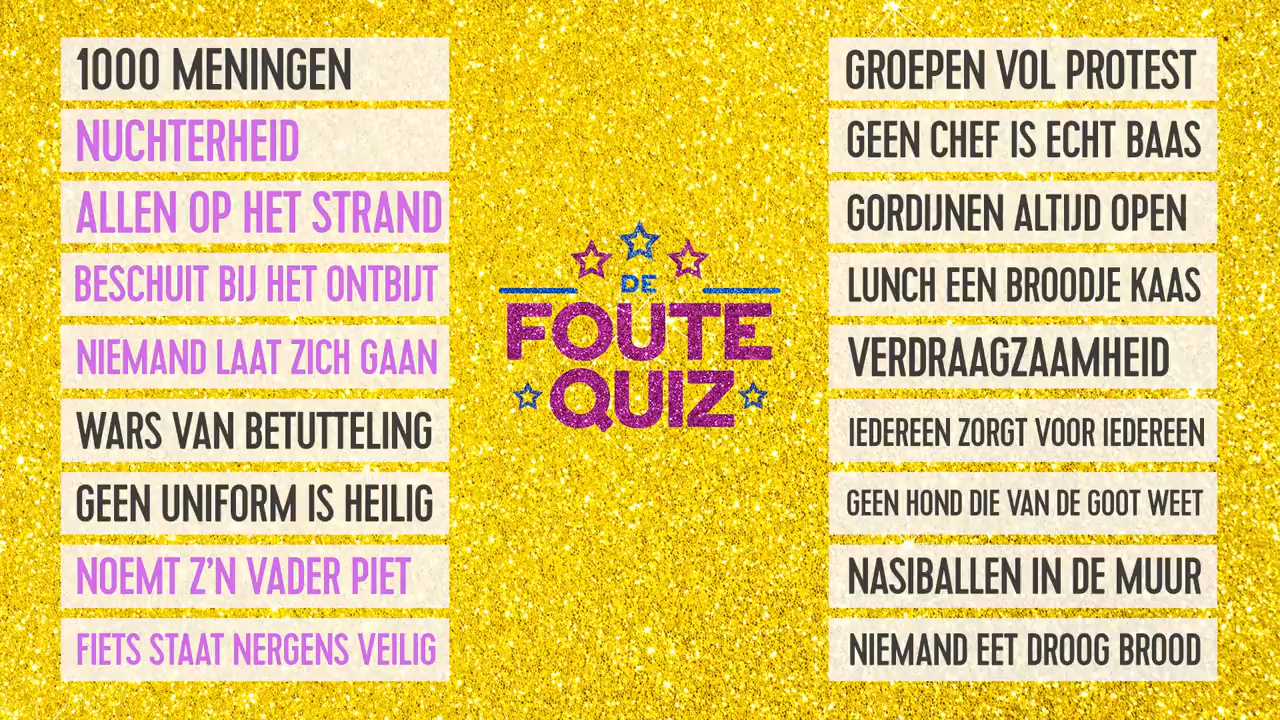 1000 MENINGEN
NUCHTERHEID
ALLEN OP HET STRAND
BESCHUIT BIJ HET ONTBIJT
NIEMAND LAAT ZICH GAAN
WARS VAN BETUTTELING
GEEN UNIFORM IS HEILIG
NOEMT Z'N VADER PIET
FIETS STAAT NERGENS VEILIG
DE
FOUTE
QUIZ
GROEPEN VOL PROTEST
GEEN CHEF IS ECHT BAAS
GORDIJNEN ALTIJD OPEN
LUNCH EEN BROODJE KAAS
VERDRAAGZAAMHEID
IEDEREEN ZORGT VOOR IEDEREEN
GEEN HOND DIE VAN DE GOOT WEET
NASIBALLEN IN DE MUUR
NIEMAND EET DROOG BROOD